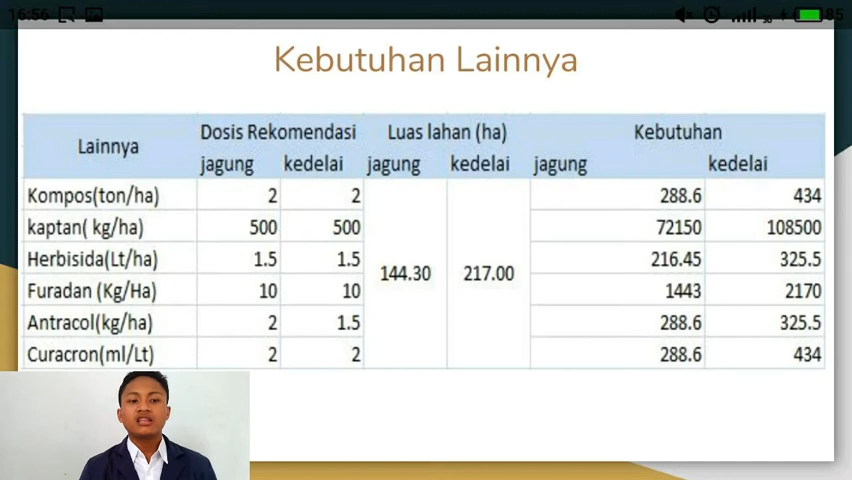 16:56
85
Kebutuhan Lainnya
Lainnya Dosis Rekomendasi Luas lahan (ha) Kebutuhan
jagung kedelai jagung kedelai jagung kedelai
Kompos(ton/ha) 2 2 144.30 217.00 288.6 434
kaptan( kg/ha) 500 500 72150 108500
Herbisida(Lt/ha) 1.5 1.5 216.45 325.5
Furadan (Kg/Ha) 10 10 1443 2170
Antracol(kg/ha) 2 1.5 288.6 325.5
Curacron(ml/Lt) 2 2 288.6 434